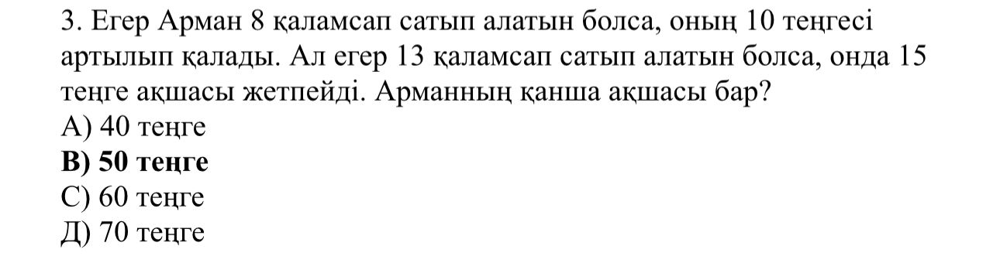 3. Егер Арман 8 қаламсап сатып алатын болса, оның 10 теңгесі
артылып қалады. Ал егер 13 қаламсап сатып алатын болса, онда 15
теңге ақшасы жетпейді. Арманның қанша ақшасы бар?
А) 40 теңге
В) 50 теңге
С) 60 теңге
Д) 70 теңге